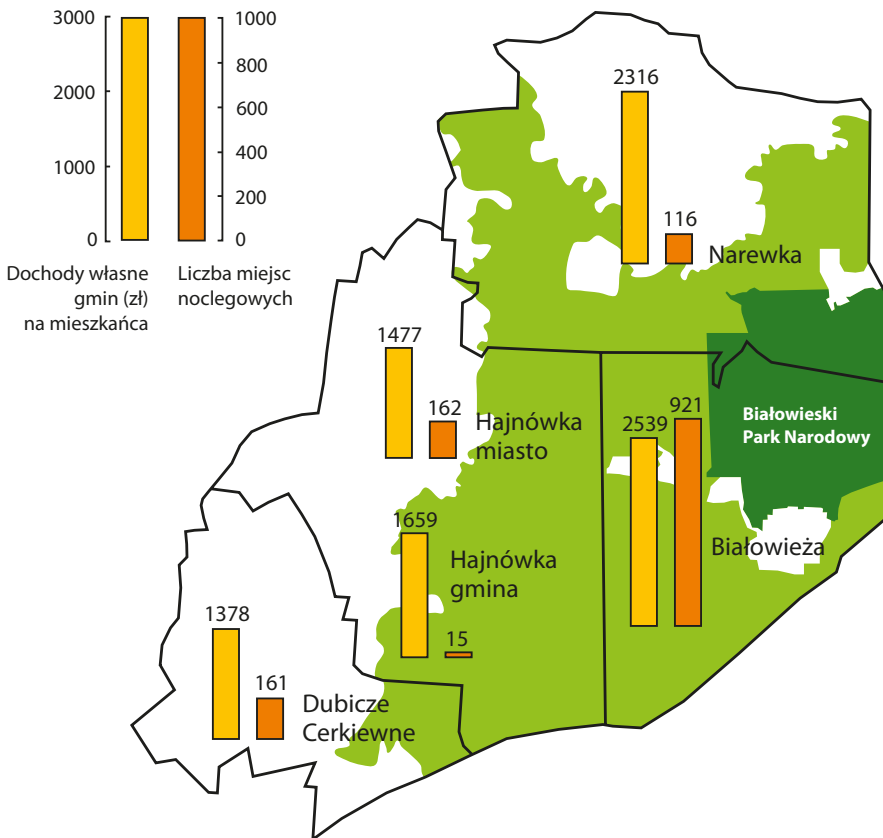 3000
2000
1000
0
1000
800
600
400
200
0
Dochody własne
gmin (zł)
na mieszkańca
Liczba miejsc
noclegowych
2316
116
Narewka
1477
162
Hajnówka
miasto
2539
921
Białowieski
Park Narodowy
Białowieża
1659
15
Hajnówka
gmina
1378
161
Dubicze
Cerkiewne